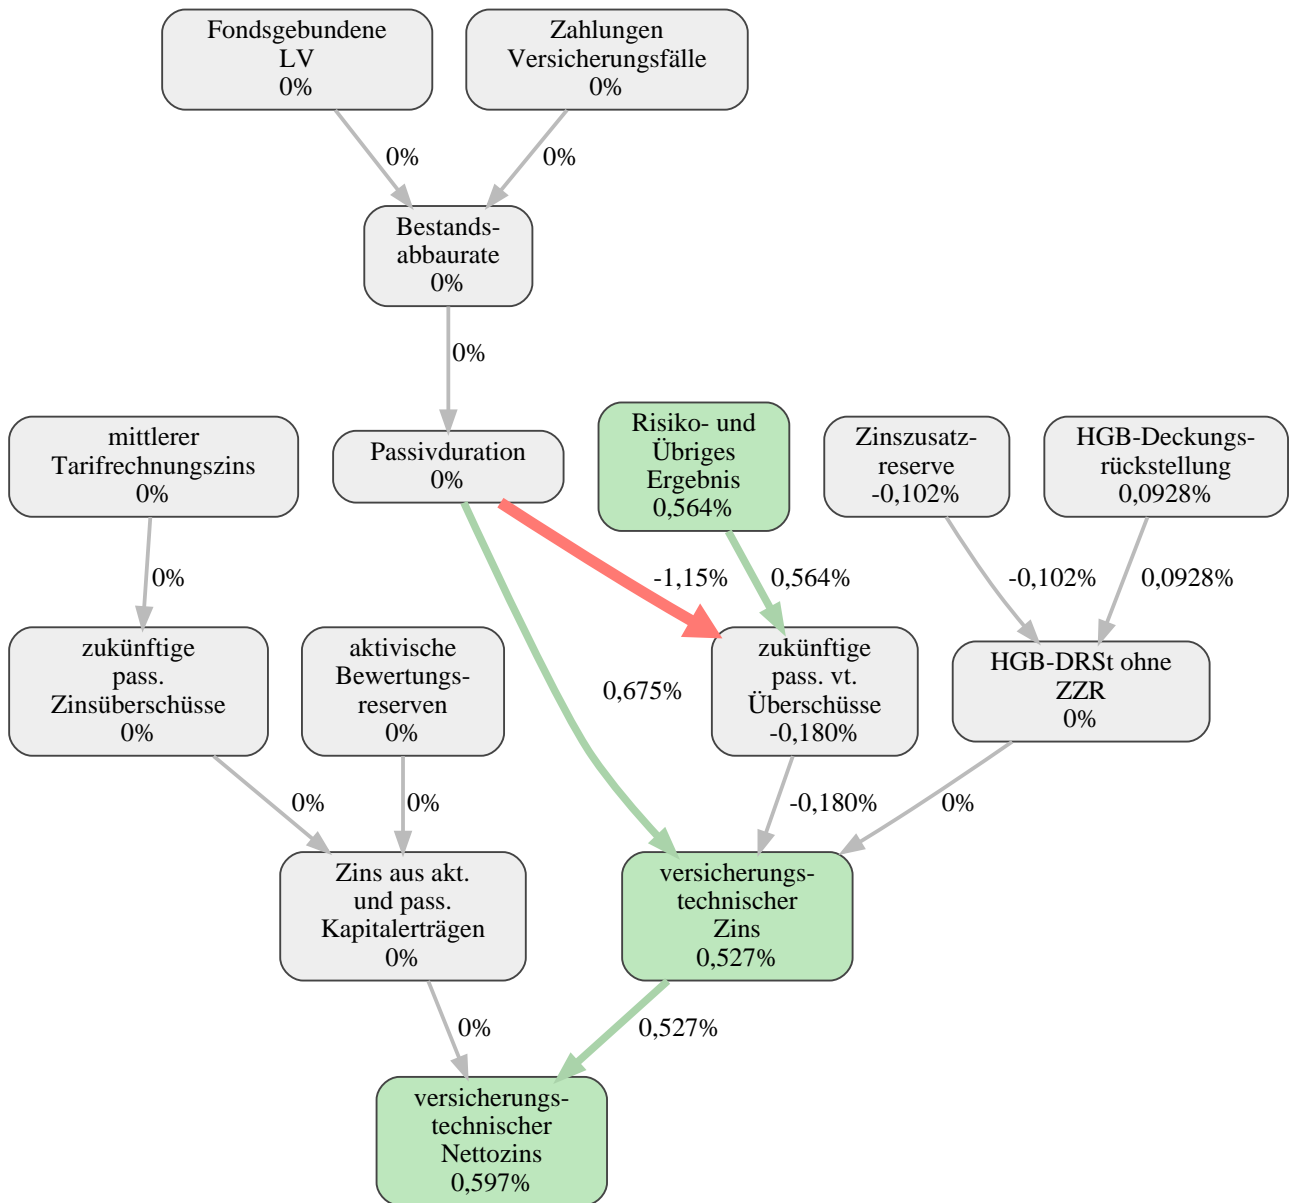 Fondsgebundene
LV
0%
Zahlungen
Versicherungsfälle
0%
0%
0%
Bestands-
abbaurate
0%
0%
mittlerer
Tarifrechnungszins
0%
Passivduration
0%
Risiko- und
Übriges
Ergebnis
0,564%
Zinszusatz-
reserve
-0,102%
HGB-Deckungs-
rückstellung
0,0928%
0%
-1,15%
0,564%
-0,102%
0,0928%
zukünftige
pass.
Zinsüberschüsse
0%
aktivische
Bewertungs-
reserven
0%
0,675%
zukünftige
pass. vt.
Überschüsse
-0,180%
HGB-DRSt ohne
ZZR
0%
0%
0%
-0,180%
0%
Zins aus akt.
und pass.
Kapitalerträgen
0%
versicherungs-
technischer
Zins
0,527%
0%
0,527%
versicherungs-
technischer
Nettozins
0,597%